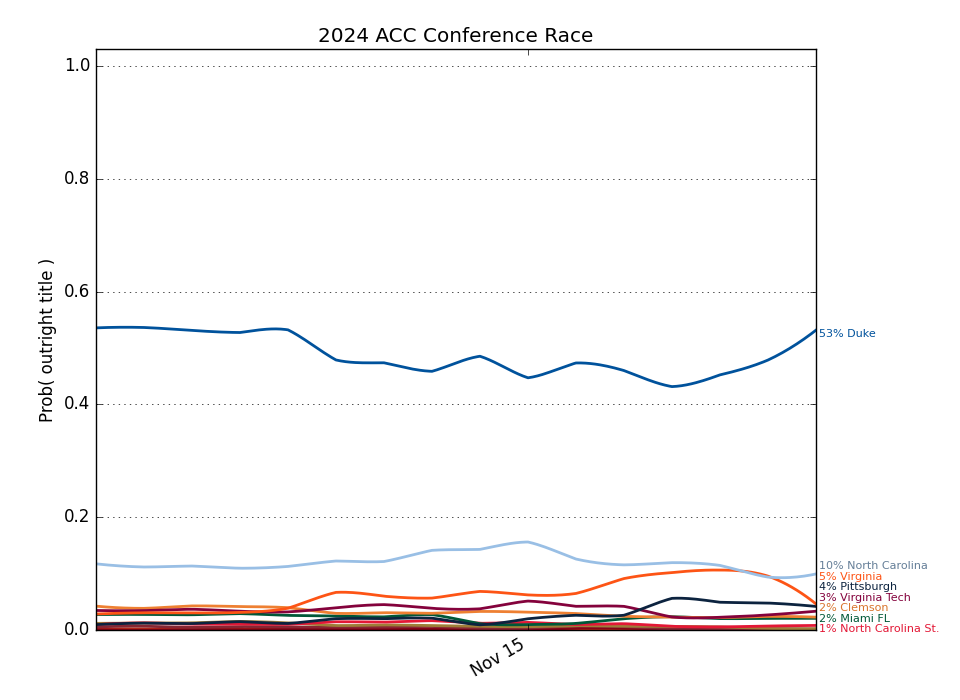 2024 ACC Conference Race
Prob( outright title )
1.0
0.8
0.6
0.4
0.2
0.0
Nov 15
53% Duke
10% North Carolina
5% Virginia
4% Pittsburgh
3% Virginia Tech
2% Clemson
2% Miami FL
1% North Carolina St.